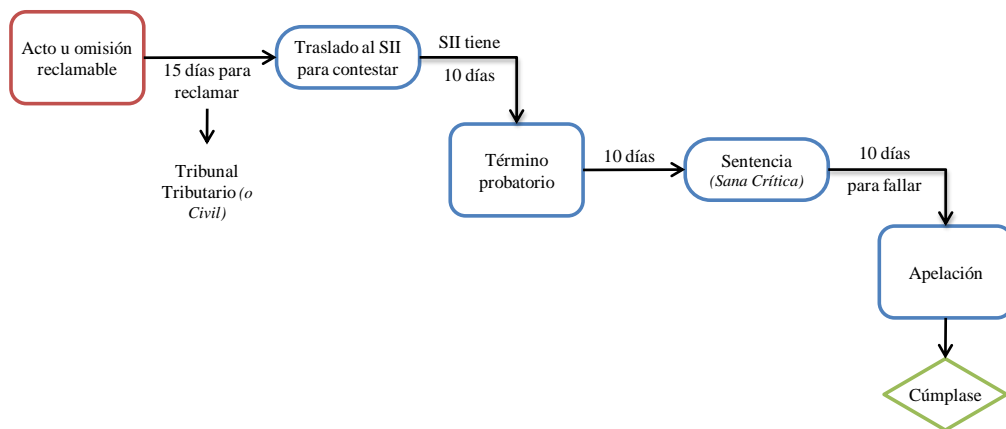 Acto u omisión
reclamable
15 días para
reclamar
Tribunal
Tributario (o
Civil)
Traslado al SII
para contestar
SII tiene
10 días
Término
probatorio
10 días
Sentencia
(Sana Crítica)
10 días
para fallar
Apelación
Cúmplase